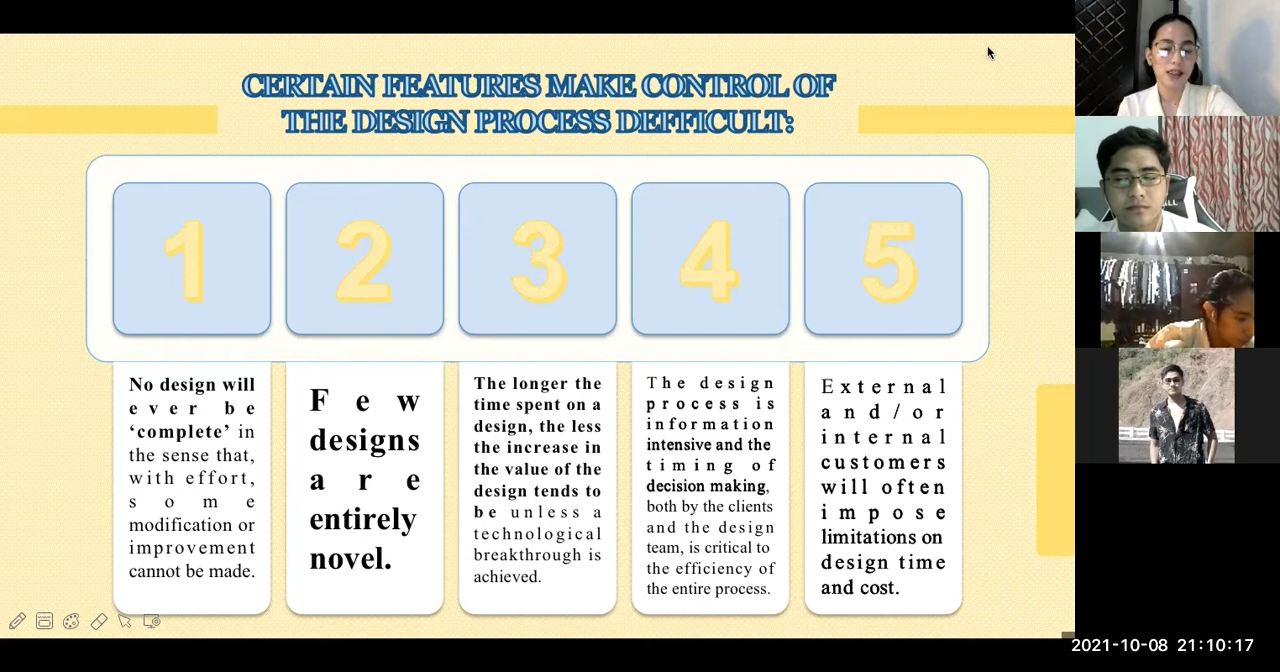 CERTAIN FEATURES MAKE CONTROL OF
THE DESIGN PROCESS DEFFICULT:
1
2
3
4
5
No design will
ever be
‘complete’ in
the sense that,
with effort,
some
modification or
improvement
cannot be made.
Few
designs
are
entirely
novel.
The longer the
time spent on a
design, the less
the increase in
the value of the
design tends to
be unless a
technological
breakthrough is
achieved.
The design
process is
information
intensive and the
timing of
decision making,
both by the clients
and the design
team, is critical to
the efficiency of
the entire process.
External
and/or
internal
customers
will often
impose
limitations on
design time
and cost.
2021-10-08 21:10:17